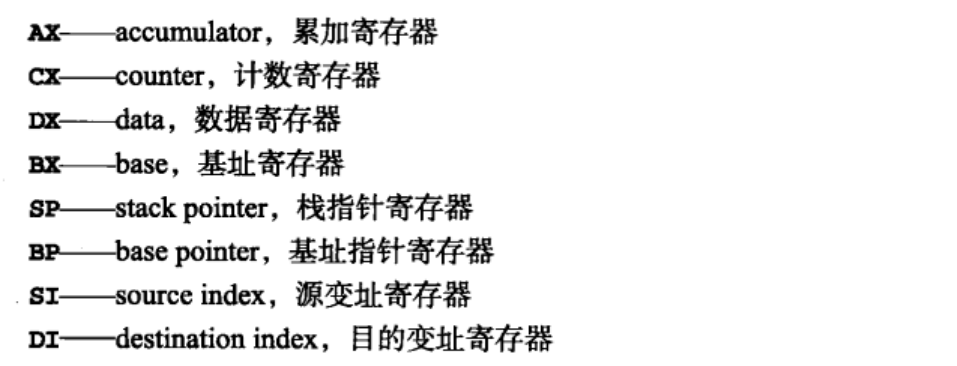 AX——accumulator，累加寄存器
CX——counter，计数寄存器
DX——data，数据寄存器
BX——base，基址寄存器
SP——stack pointer，栈指针寄存器
BP——base pointer，基址指针寄存器
SI——source index，源变址寄存器
DI——destination index，目的变址寄存器